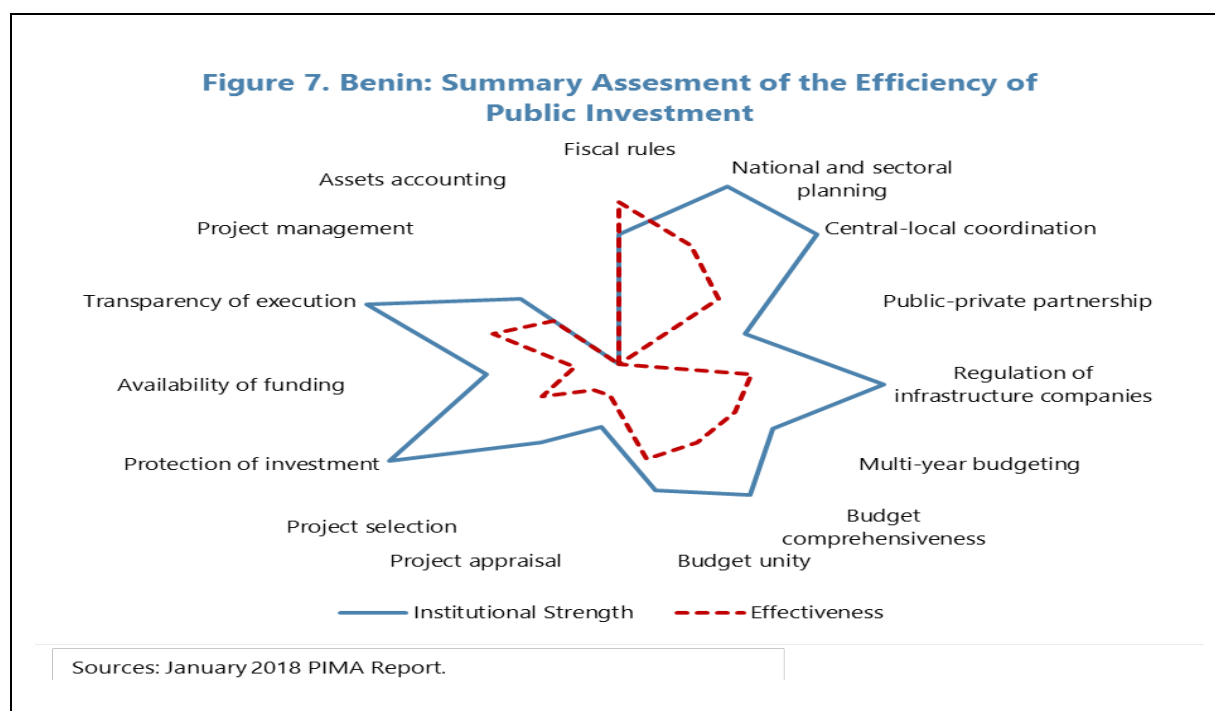 Figure 7. Benin: Summary Assesment of the Efficiency of
Public Investment
Fiscal rules
National and sectoral
planning
Central-local coordination
Public-private partnership
Regulation of
infrastructure companies
Multi-year budgeting
Budget
comprehensiveness
Budget unity
Project appraisal
Project selection
Protection of investment
Availability of funding
Transparency of execution
Project management
Assets accounting
Institutional Strength
Effectiveness
Sources: January 2018 PIMA Report.